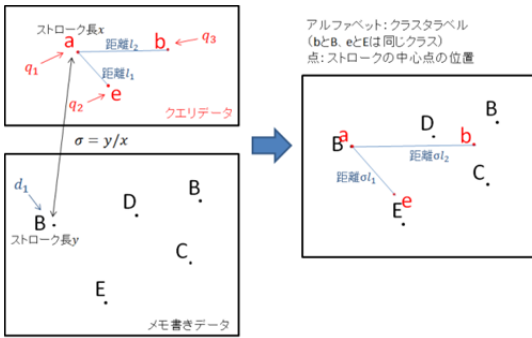 ストローク長x
a
距離l₂
b
q₃
q₁
距離l₁
q₂
e
クエリデータ
σ = y/x
d₁
B
ストローク長y
D
B
C
E
メモ書きデータ
アルファベット:クラスタラベル
(bとB、eとEは同じクラス)
点:ストロークの中心点の位置
B
a
D
B
b
距離σl₂
距離σl₁
C
e
E